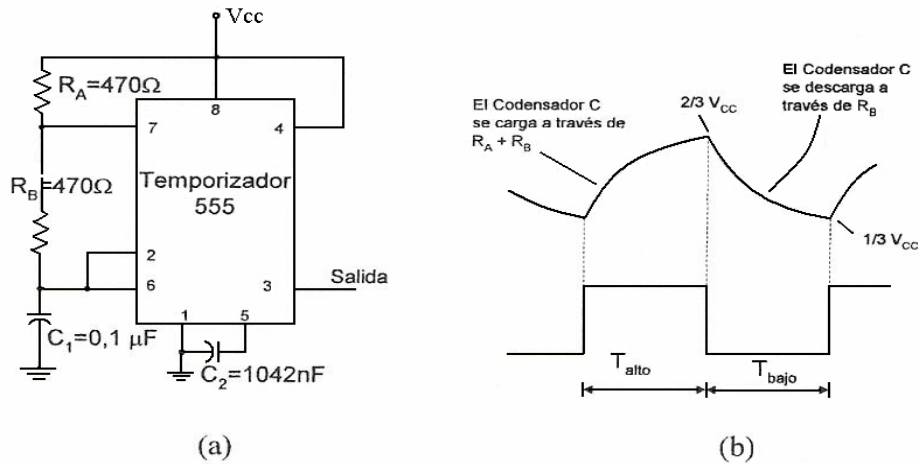 Vcc
R_A=470Ω
8
7
4
R_B=470Ω
Temporizador
555
2
6
3
Salida
1
5
C₁=0,1 µF
C₂=1042nF
(a)
El Codensador C
se carga a través de
R_A + R_B
2/3 V_CC
El Codensador C
se descarga a
través de R_B
1/3 V_CC
T_alto
T_bajo
(b)